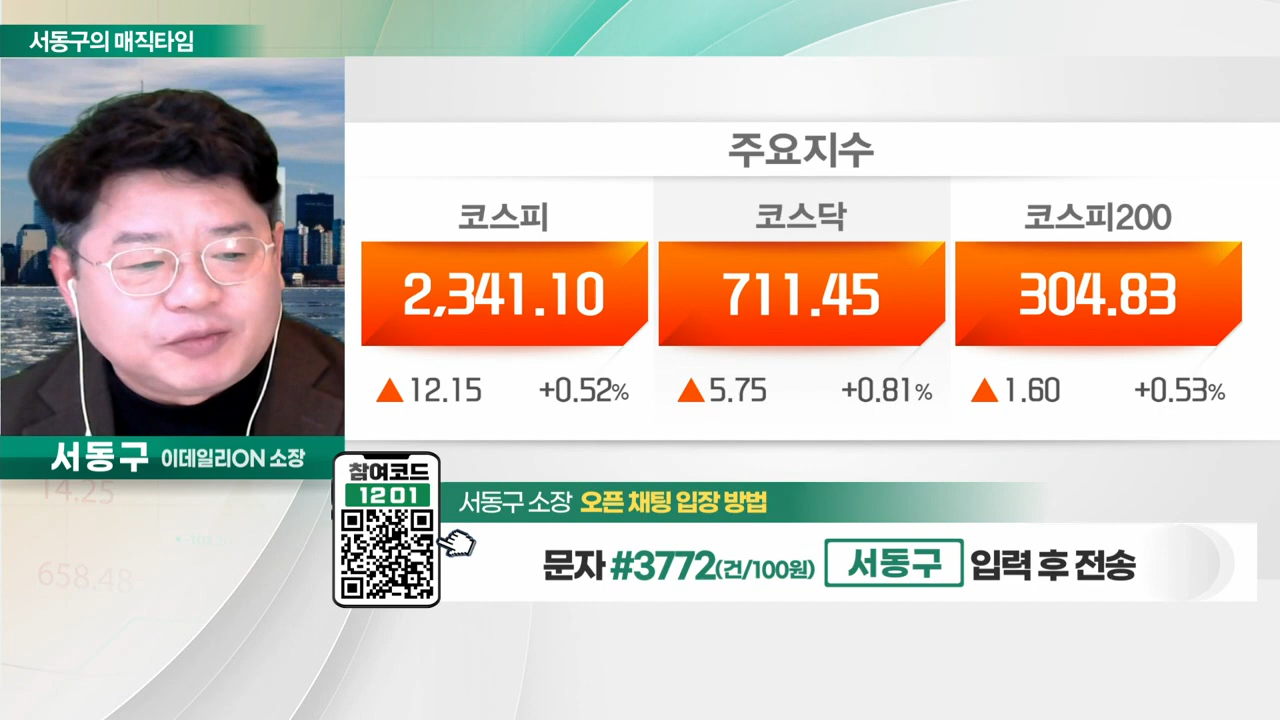 서동구의 매직타임
주요지수
코스피 코스닥 코스피200
2,341.10 711.45 304.83
▲12.15 +0.52% ▲5.75 +0.81% ▲1.60 +0.53%
서동구 이데일리ON 소장
14.25
658.48
참여코드
1201
서동구 소장 오픈 채팅 입장 방법
문자 #3772(건/100원) 서동구 입력 후 전송